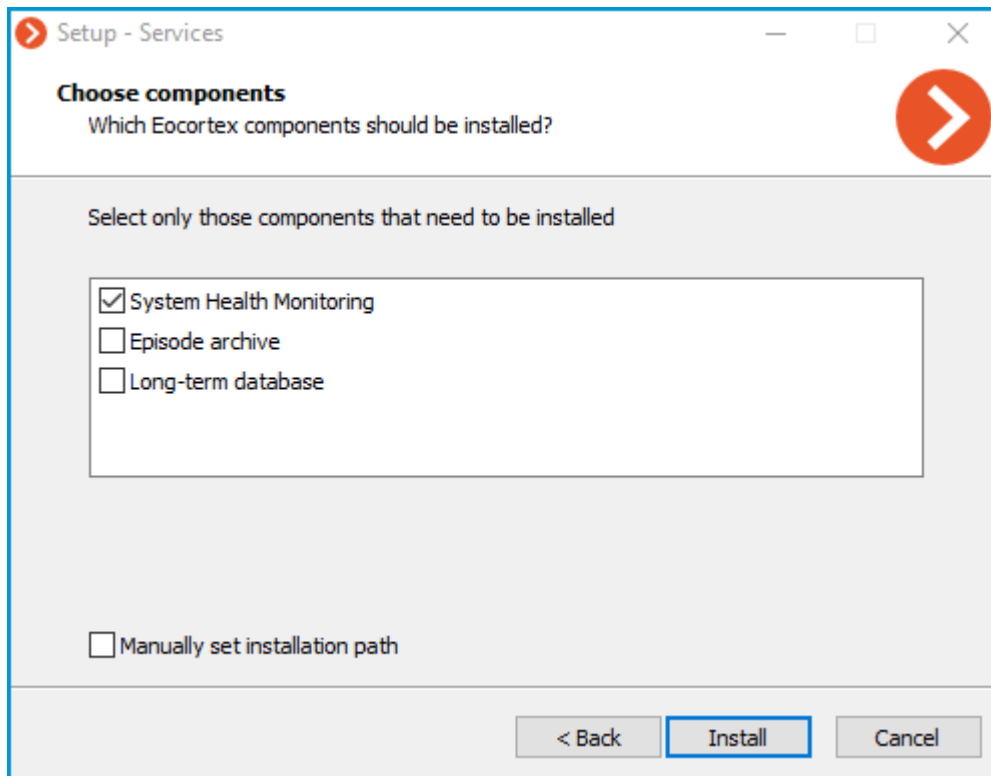 Setup - Services
Choose components
Which Eocortex components should be installed?
Select only those components that need to be installed
System Health Monitoring
Episode archive
Long-term database
Manually set installation path
< Back
Install
Cancel